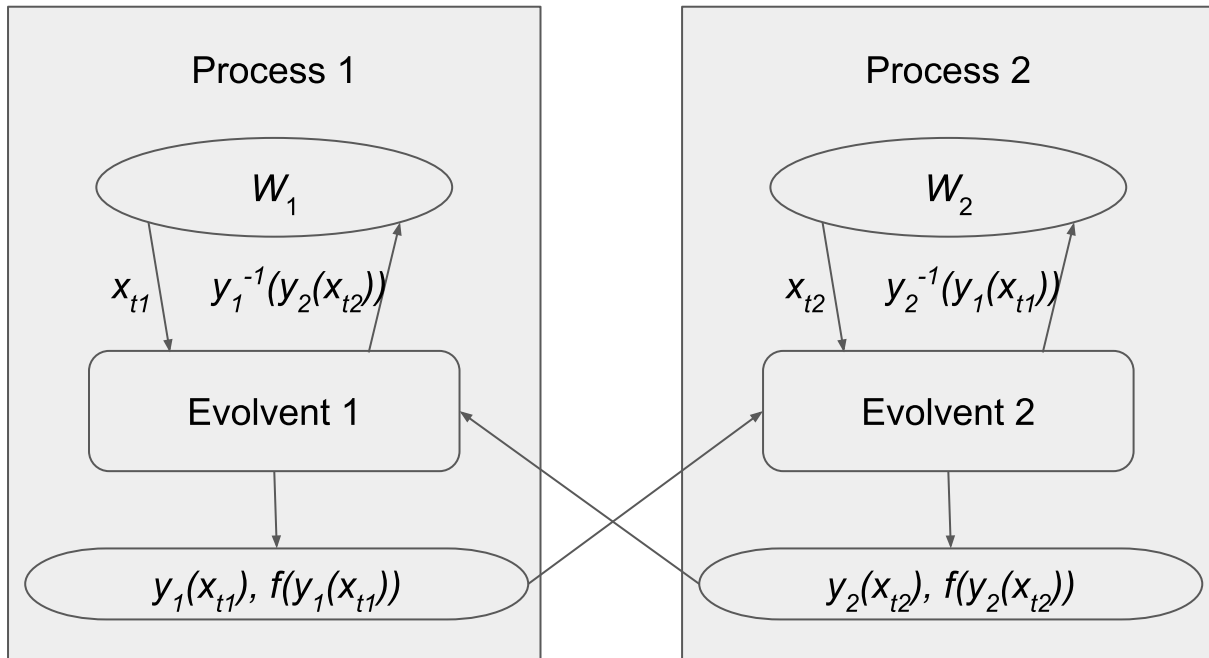 Process 1
W₁
xₜ₁ y₁⁻¹(y₂(xₜ₂))
Evolvent 1
y₁(xₜ₁), f(y₁(xₜ₁))
Process 2
W₂
xₜ₂ y₂⁻¹(y₁(xₜ₁))
Evolvent 2
y₂(xₜ₂), f(y₂(xₜ₂))